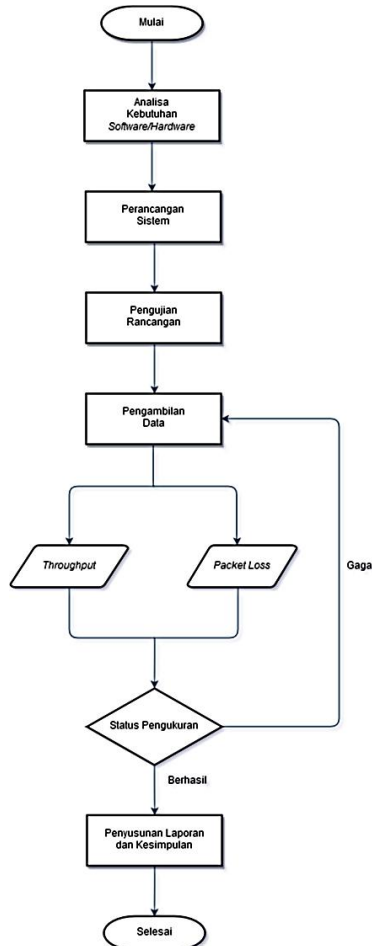 Mulai
Analisa
Kebutuhan
Software/Hardware
Perancangan
Sistem
Pengujian
Rancangan
Pengambilan
Data
Throughput
Packet Loss
Gaga
Status Pengukuran
Berhasil
Penyusunan Laporan
dan Kesimpulan
Selesai